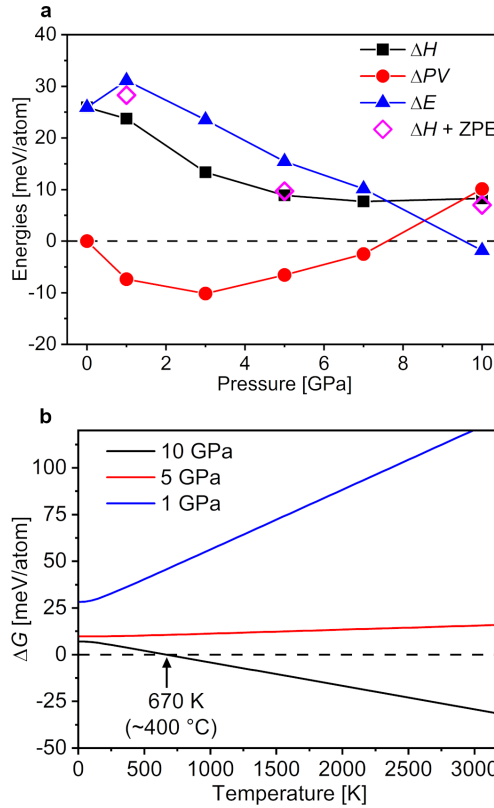 a
40
30
20
10
0
-10
-20
Energies [meV/atom]
ΔH
ΔPV
ΔE
ΔH + ZPE
0 2 4 6 8 10
Pressure [GPa]
b
100
75
50
25
0
-25
-50
ΔG [meV/atom]
10 GPa
5 GPa
1 GPa
670 K
(~400 °C)
0 500 1000 1500 2000 2500 3000
Temperature [K]